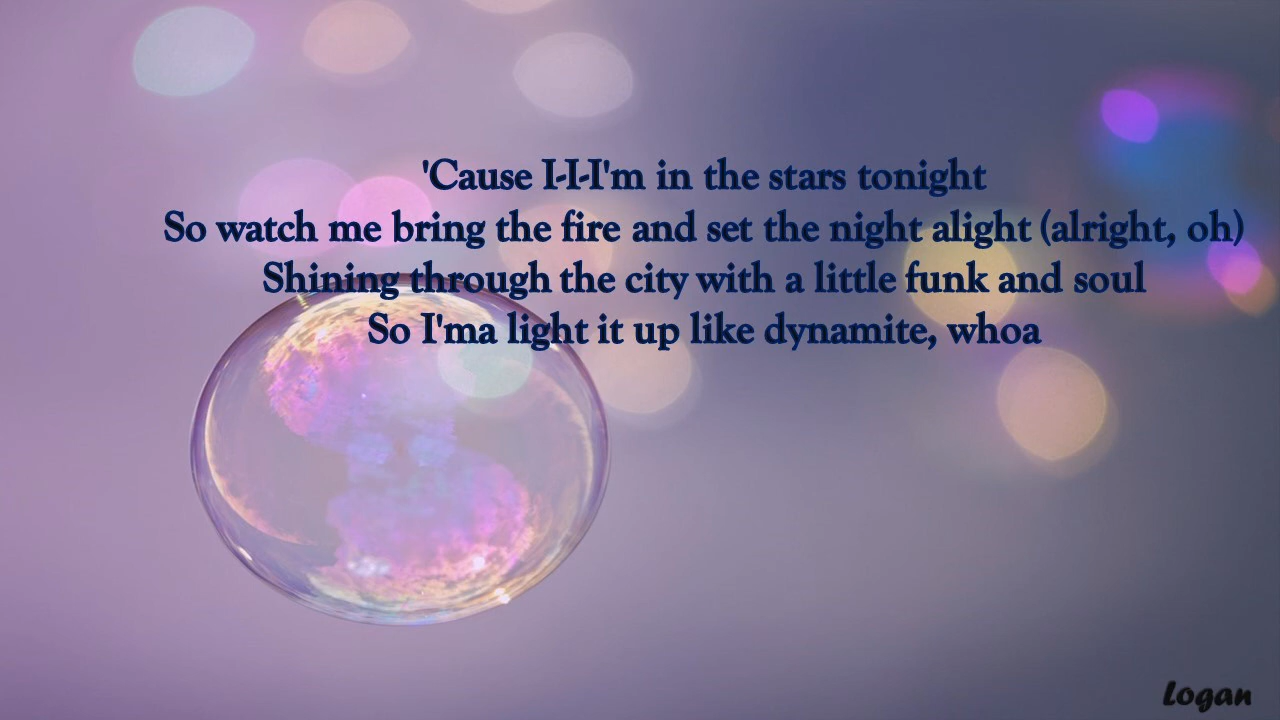 'Cause I-I-I'm in the stars tonight
So watch me bring the fire and set the night alight (alright, oh)
Shining through the city with a little funk and soul
So I'ma light it up like dynamite, whoa
Logan